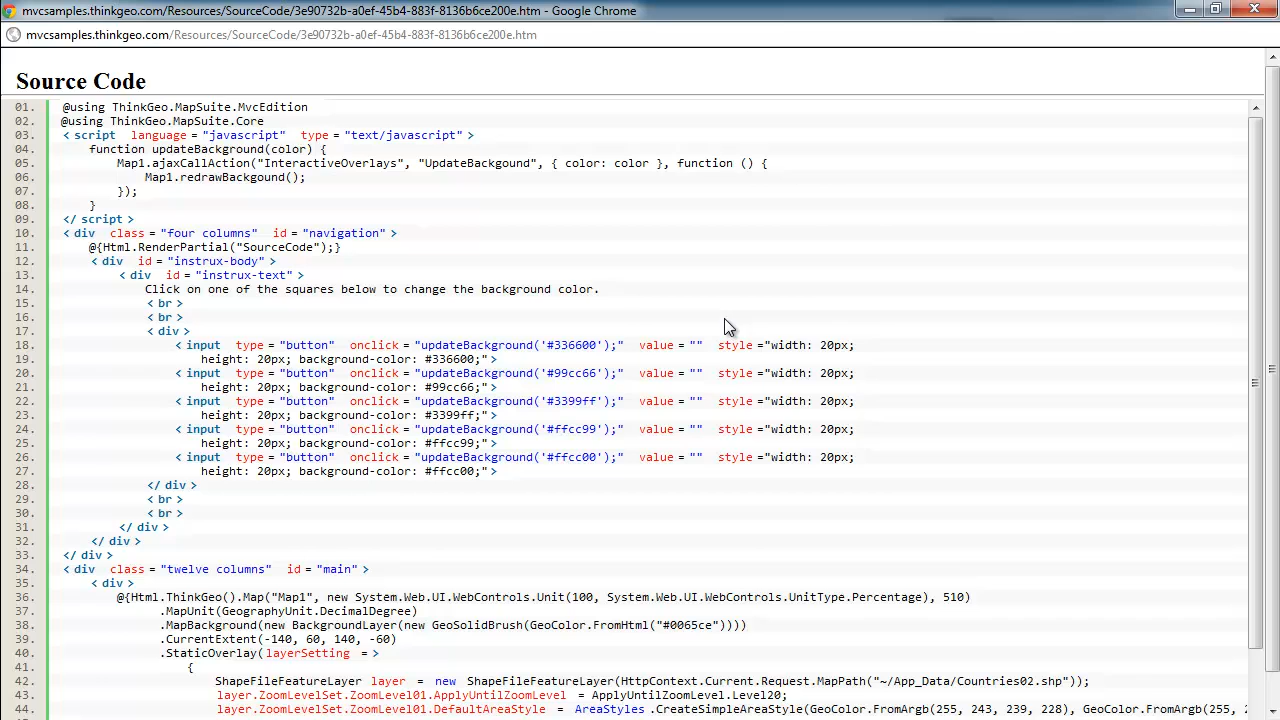 mvcsamples.thinkgeo.com/Resources/SourceCode/3e90732b-a0ef-45b4-883f-8136b6ce200e.htm - Google Chrome
mvcsamples.thinkgeo.com/Resources/SourceCode/3e90732b-a0ef-45b4-883f-8136b6ce200e.htm
Source Code
01. @using ThinkGeo.MapSuite.MvcEdition
02. @using ThinkGeo.MapSuite.Core
03. < script language = "javascript" type = "text/javascript" >
04. function updateBackground(color) {
05. Map1.ajaxCallAction("InteractiveOverlays", "UpdateBackgound", { color: color }, function () {
06. Map1.redrawBackgound();
07. });
08. }
09. </ script >
10. < div class = "four columns" id = "navigation" >
11. @{Html.RenderPartial("SourceCode");}
12. < div id = "instrux-body" >
13. < div id = "instrux-text" >
14. Click on one of the squares below to change the background color.
15. < br >
16. < br >
17. < div >
18. < input type = "button" onclick = "updateBackground('#336600');" value = "" style ="width: 20px;
19. height: 20px; background-color: #336600;">
20. < input type = "button" onclick = "updateBackground('#99cc66');" value = "" style ="width: 20px;
21. height: 20px; background-color: #99cc66;">
22. < input type = "button" onclick = "updateBackground('#3399ff');" value = "" style ="width: 20px;
23. height: 20px; background-color: #3399ff;">
24. < input type = "button" onclick = "updateBackground('#ffcc99');" value = "" style ="width: 20px;
25. height: 20px; background-color: #ffcc99;">
26. < input type = "button" onclick = "updateBackground('#ffcc00');" value = "" style ="width: 20px;
27. height: 20px; background-color: #ffcc00;">
28. </ div >
29. < br >
30. < br >
31. </ div >
32. </ div >
33. </ div >
34. < div class = "twelve columns" id = "main" >
35. < div >
36. @{Html.ThinkGeo().Map("Map1", new System.Web.UI.WebControls.Unit(100, System.Web.UI.WebControls.UnitType.Percentage), 510)
37. .MapUnit(GeographyUnit.DecimalDegree)
38. .MapBackground(new BackgroundLayer(new GeoSolidBrush(GeoColor.FromHtml("#0065ce"))))
39. .CurrentExtent(-140, 60, 140, -60)
40. .StaticOverlay(layerSetting = >
41. {
42. ShapeFileFeatureLayer layer = new ShapeFileFeatureLayer(HttpContext.Current.Request.MapPath("~/App_Data/Countries02.shp"));
43. layer.ZoomLevelSet.ZoomLevel01.ApplyUntilZoomLevel = ApplyUntilZoomLevel.Level20;
44. layer.ZoomLevelSet.ZoomLevel01.DefaultAreaStyle = AreaStyles .CreateSimpleAreaStyle(GeoColor.FromArgb(255, 243, 239, 228), GeoColor.FromArgb(255, 2